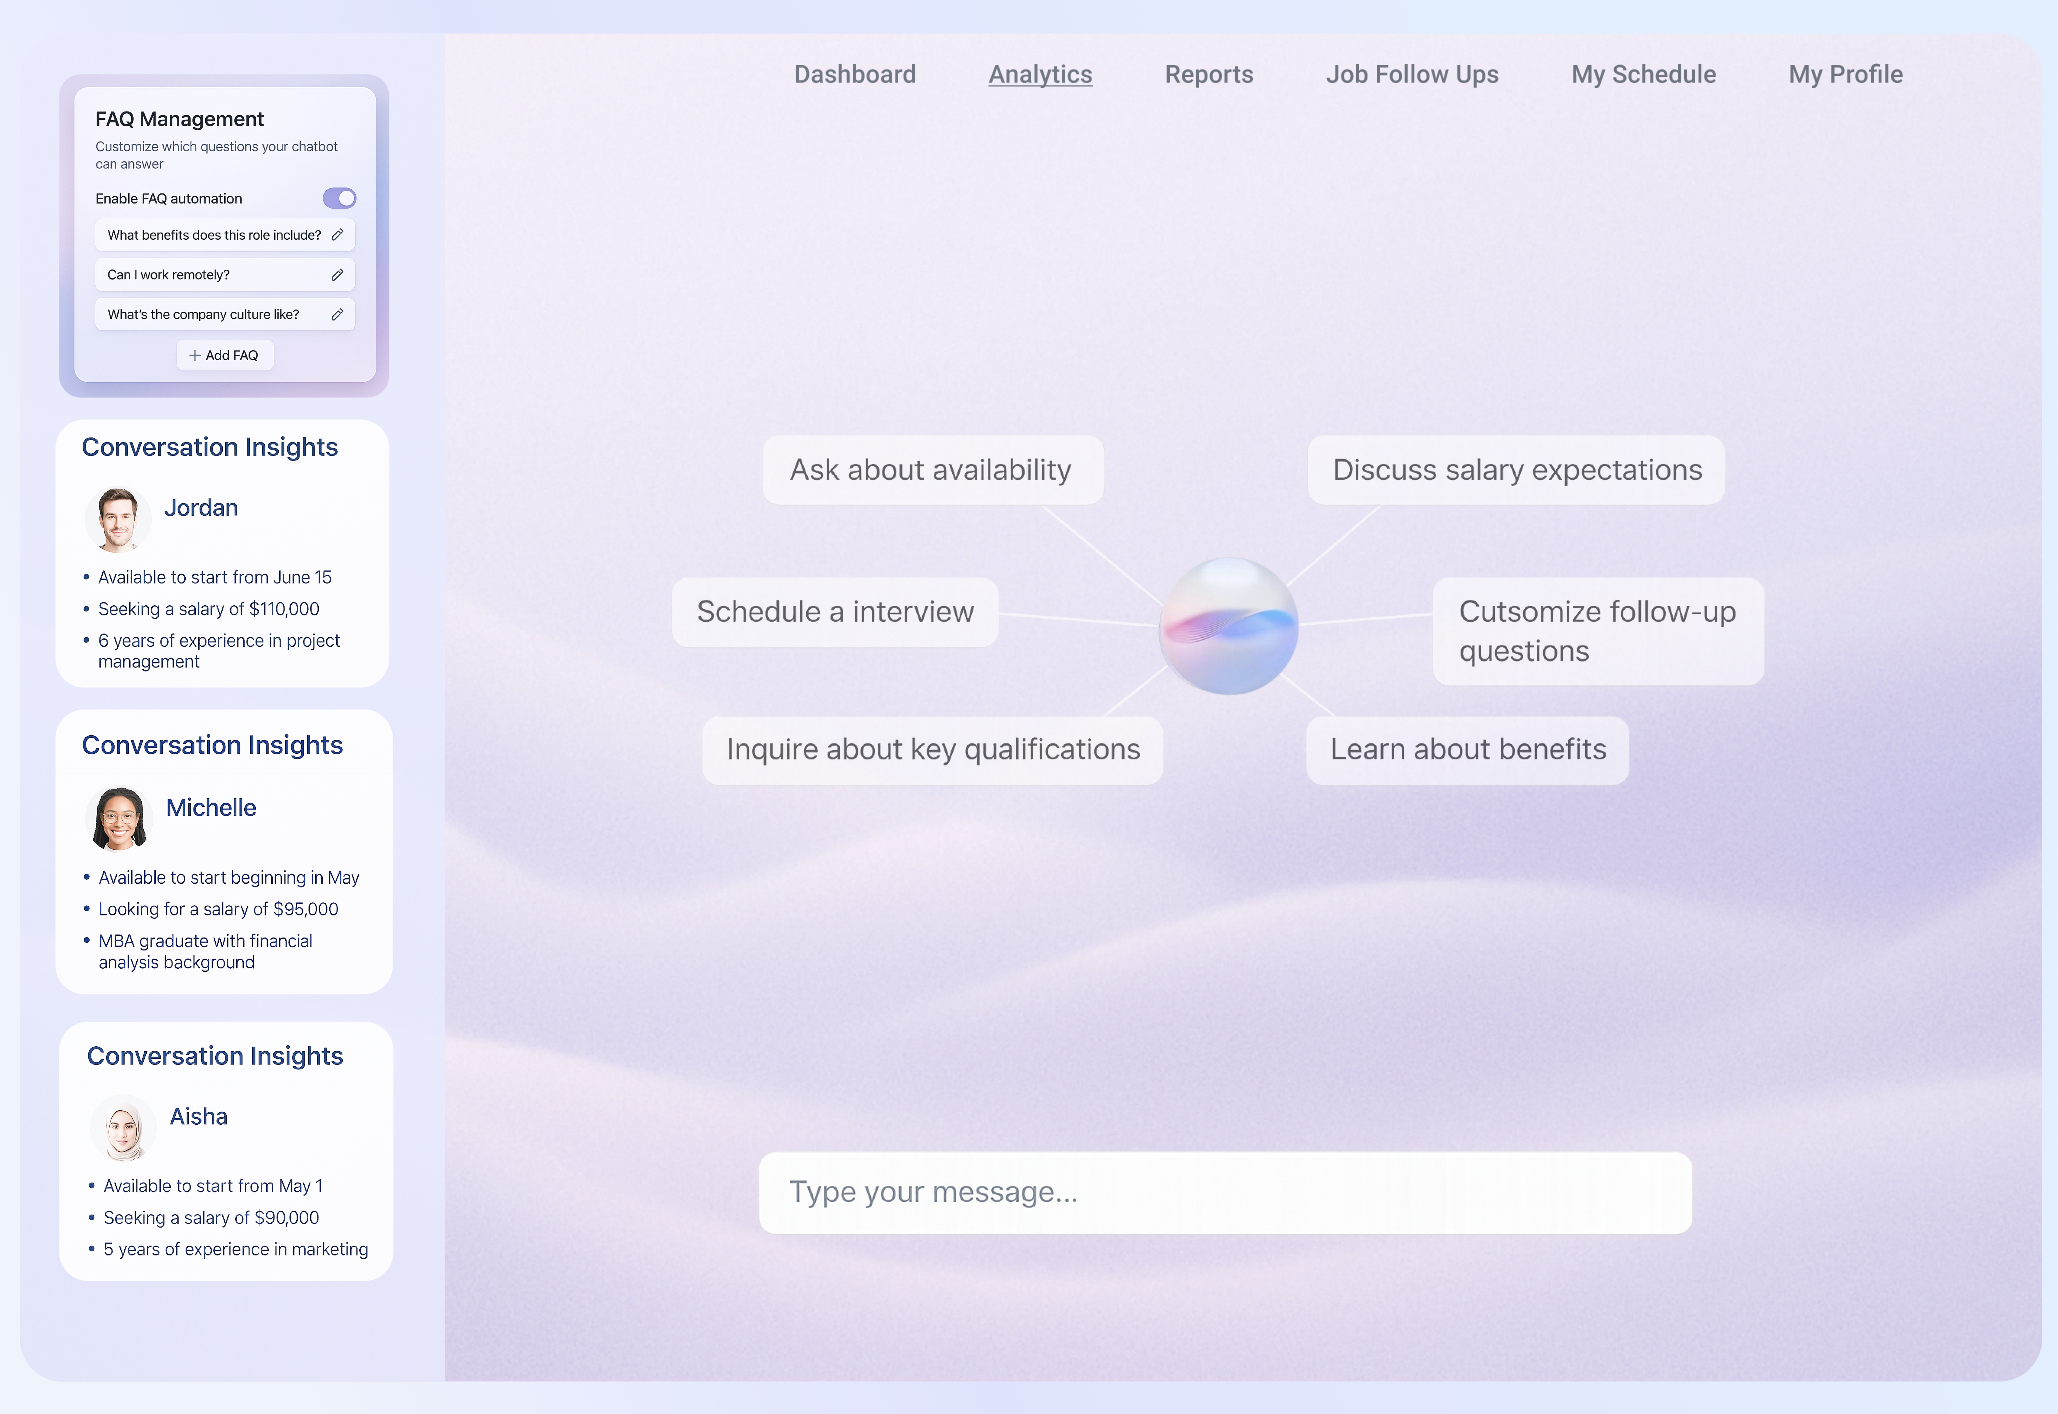 Dashboard Analytics Reports Job Follow Ups My Schedule My Profile
FAQ Management
Customize which questions your chatbot
can answer
Enable FAQ automation
What benefits does this role include?
Can I work remotely?
What's the company culture like?
+ Add FAQ
Conversation Insights
Jordan
• Available to start from June 15
• Seeking a salary of $110,000
• 6 years of experience in project
management
Conversation Insights
Michelle
• Available to start beginning in May
• Looking for a salary of $95,000
• MBA graduate with financial
analysis background
Conversation Insights
Aisha
• Available to start from May 1
• Seeking a salary of $90,000
• 5 years of experience in marketing
Ask about availability
Discuss salary expectations
Schedule a interview
Cutsomize follow-up
questions
Inquire about key qualifications
Learn about benefits
Type your message...